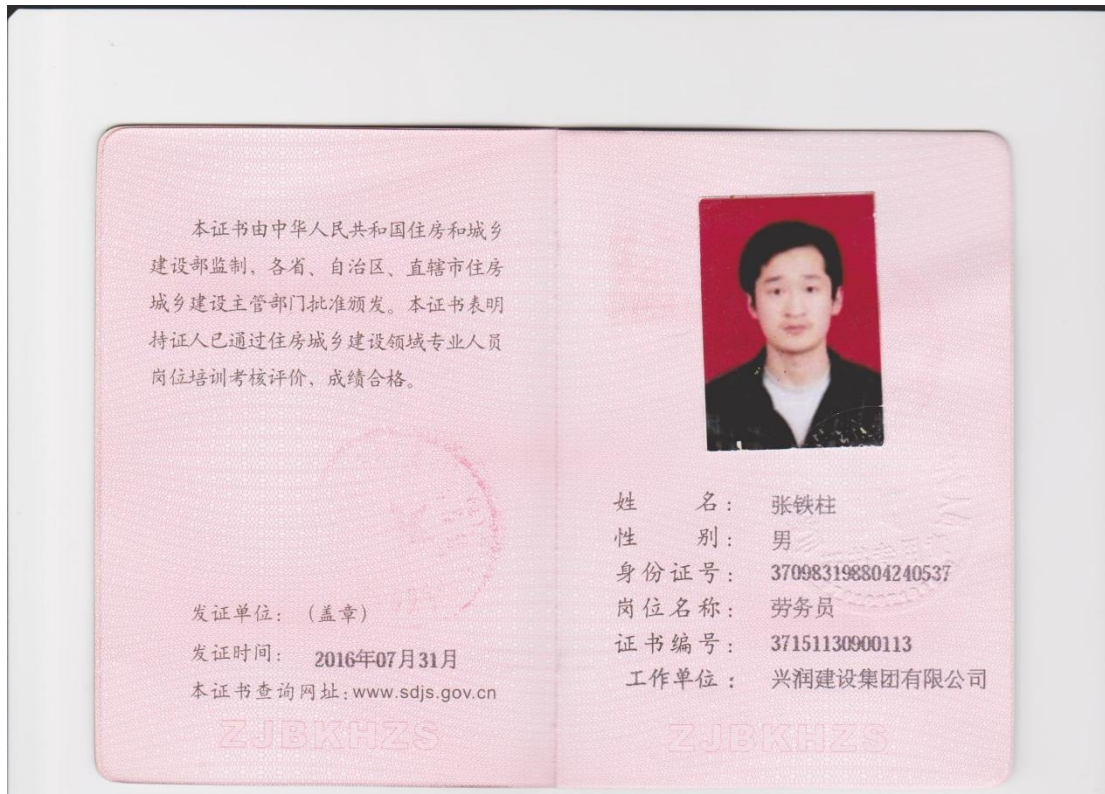 本证书由中华人民共和国住房和城乡
建设部监制，各省、自治区、直辖市住房
城乡建设主管部门批准颁发。本证书表明
持证人已通过住房城乡建设领域专业人员
岗位培训考核评价，成绩合格。
发证单位：（盖章）
发证时间： 2016年07月31日
本证书查询网址：www.sdjs.gov.cn
ZJBKHZS
姓 名： 张铁柱
性 别： 男
身份证号： 370983198804240537
岗位名称： 劳务员
证书编号： 37151130900113
工作单位： 兴润建设集团有限公司
ZJBKHZS